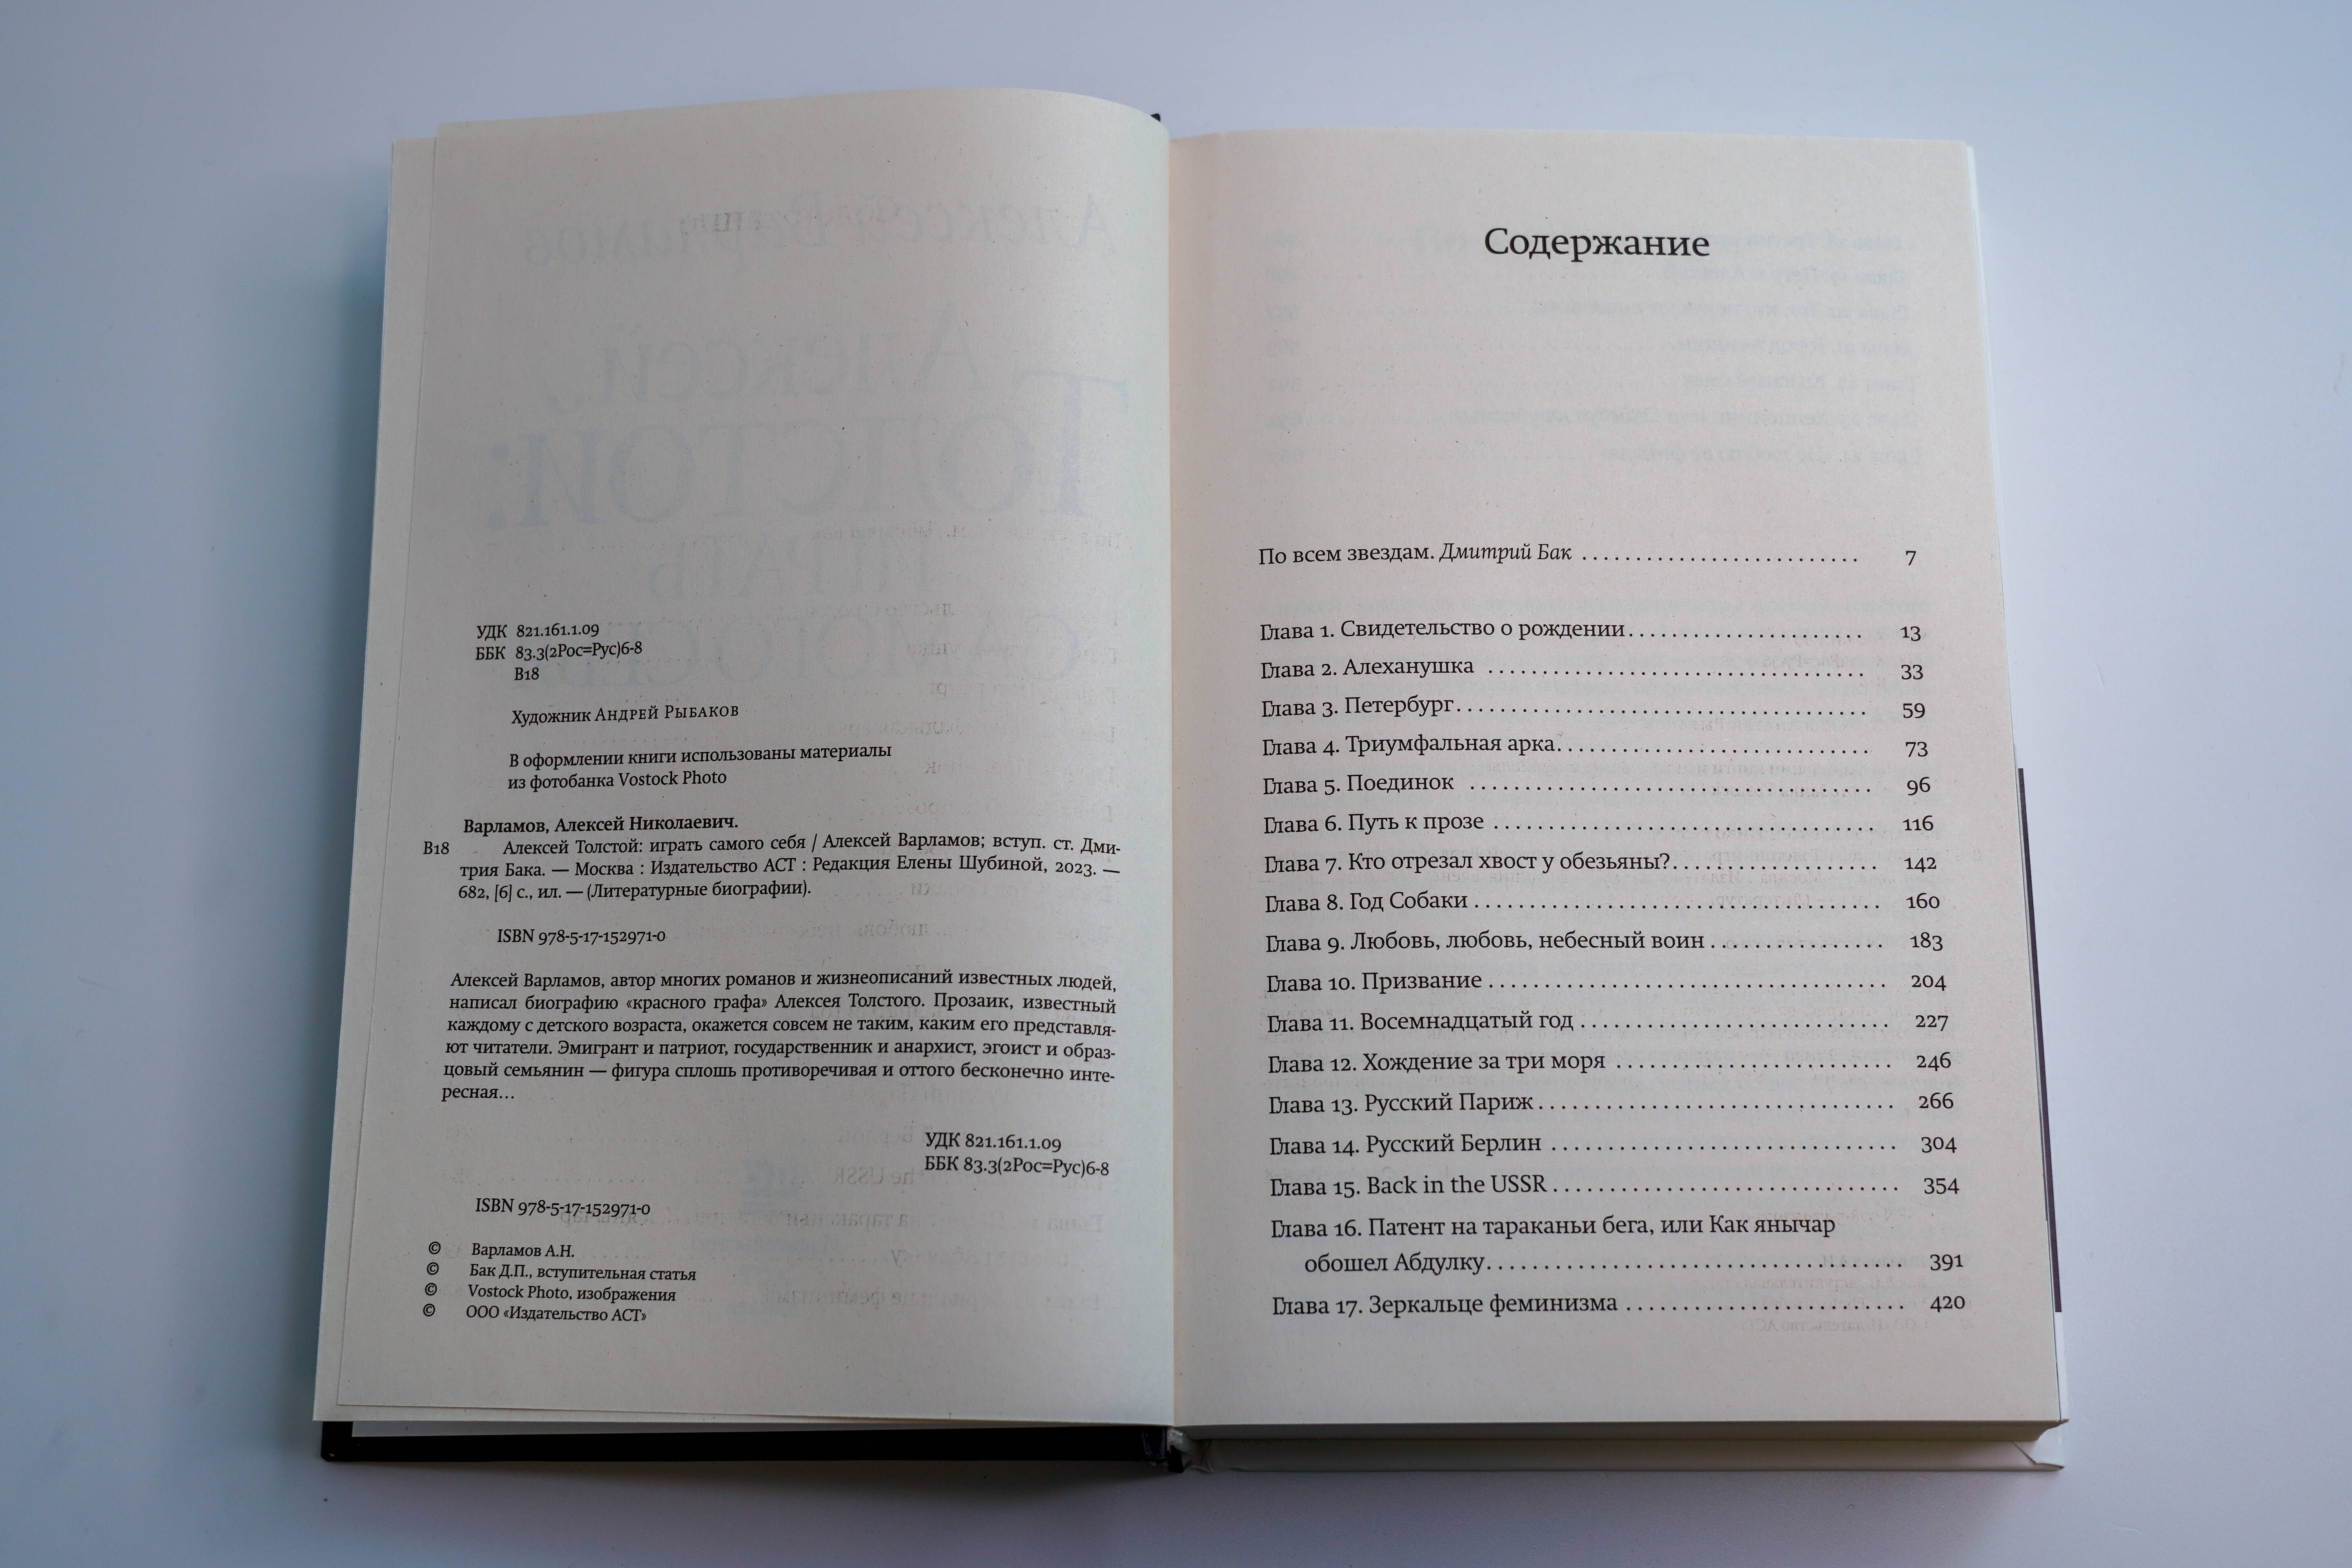 УДК 821.161.1.09
ББК 83.3(2Рос=Рус)6-8
В18
Художник Андрей Рыбаков
В оформлении книги использованы материалы
из фотобанка Vostock Photo
Варламов, Алексей Николаевич.
В18 Алексей Толстой: играть самого себя / Алексей Варламов; вступ. ст. Дми-
трия Бака. — Москва : Издательство АСТ : Редакция Елены Шубиной, 2023. —
682, [6] с., ил. — (Литературные биографии).
ISBN 978-5-17-152971-0
Алексей Варламов, автор многих романов и жизнеописаний известных людей,
написал биографию «красного графа» Алексея Толстого. Прозаик, известный
каждому с детского возраста, окажется совсем не таким, каким его представля-
ют читатели. Эмигрант и патриот, государственник и анархист, эгоист и образ-
цовый семьянин — фигура сплошь противоречивая и оттого бесконечно инте-
ресная…
УДК 821.161.1.09
ББК 83.3(2Рос=Рус)6-8
ISBN 978-5-17-152971-0
© Варламов А.Н.
© Бак Д.П., вступительная статья
© Vostock Photo, изображения
© ООО «Издательство АСТ»
Содержание
По всем звездам. Дмитрий Бак ........................ 7
Глава 1. Свидетельство о рождении..................... 13
Глава 2. Алеханушка .................................. 33
Глава 3. Петербург..................................... 59
Глава 4. Триумфальная арка............................ 73
Глава 5. Поединок .................................... 96
Глава 6. Путь к прозе .................................. 116
Глава 7. Кто отрезал хвост у обезьяны?................... 142
Глава 8. Год Собаки .................................... 160
Глава 9. Любовь, любовь, небесный воин ............... 183
Глава 10. Призвание ................................... 204
Глава 11. Восемнадцатый год ........................... 227
Глава 12. Хождение за три моря ........................ 246
Глава 13. Русский Париж ............................... 266
Глава 14. Русский Берлин .............................. 304
Глава 15. Back in the USSR .............................. 354
Глава 16. Патент на тараканьи бега, или Как янычар
обошел Абдулку..................................... 391
Глава 17. Зеркальце феминизма ........................ 420